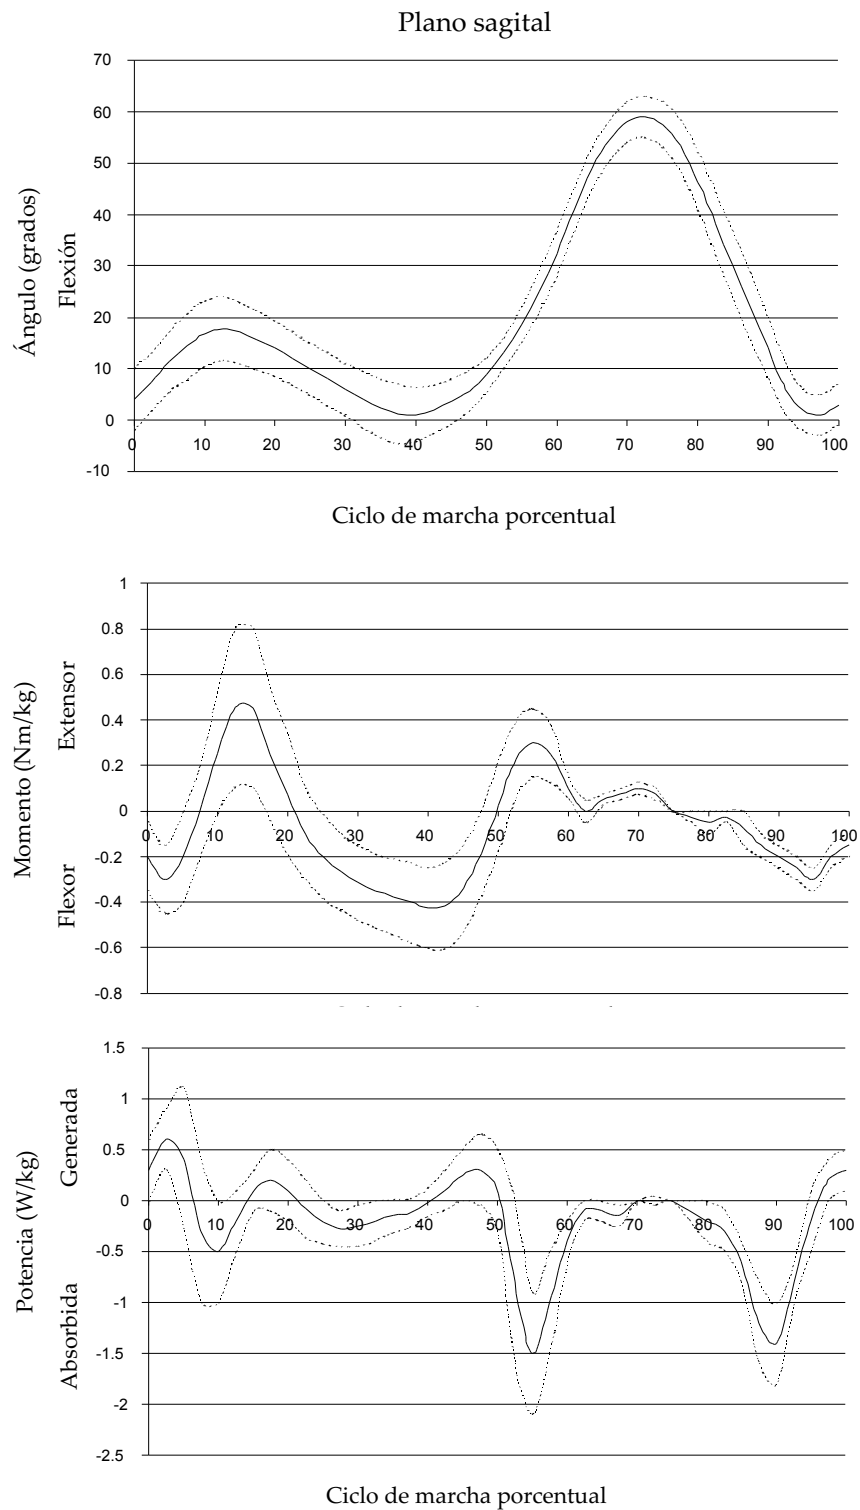 Plano sagital
70
60
50
40
30
20
10
0
-10
Ángulo (grados)
Flexión
0 10 20 30 40 50 60 70 80 90 100
Ciclo de marcha porcentual
1
0.8
0.6
0.4
0.2
0
-0.2
-0.4
-0.6
-0.8
Momento (Nm/kg)
Flexor Extensor
0 10 20 30 40 50 60 70 80 90 100
1.5
1
0.5
0
-0.5
-1
-1.5
-2
-2.5
Potencia (W/kg)
Absorbida Generada
0 10 20 30 40 50 60 70 80 90 100
Ciclo de marcha porcentual